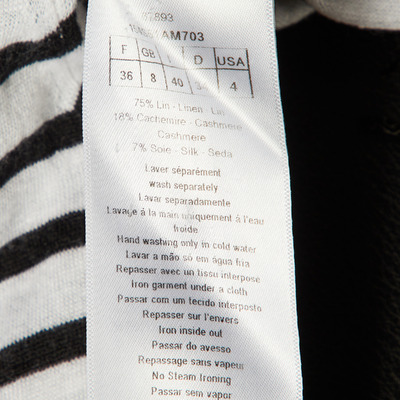 AM703
F GB I D USA
36 8 40 4
75% Lin - Linen - Lin
18% Cachemire - Cashmere
Cashmere
7% Soie - Silk - Seda
Laver séparément
wash separately
Lavar separadamente
Lavage à la main uniquement à l'eau
froide
Hand washing only in cold water
Lavar a mão só em água fria
Repasser avec un tissu interposé
Iron garment under a cloth
Passar com um tecido interposto
Repasser sur l'envers
Iron inside out
Passar do avesso
Repassage sans vapeur
No Steam Ironing
Passar sem vapor